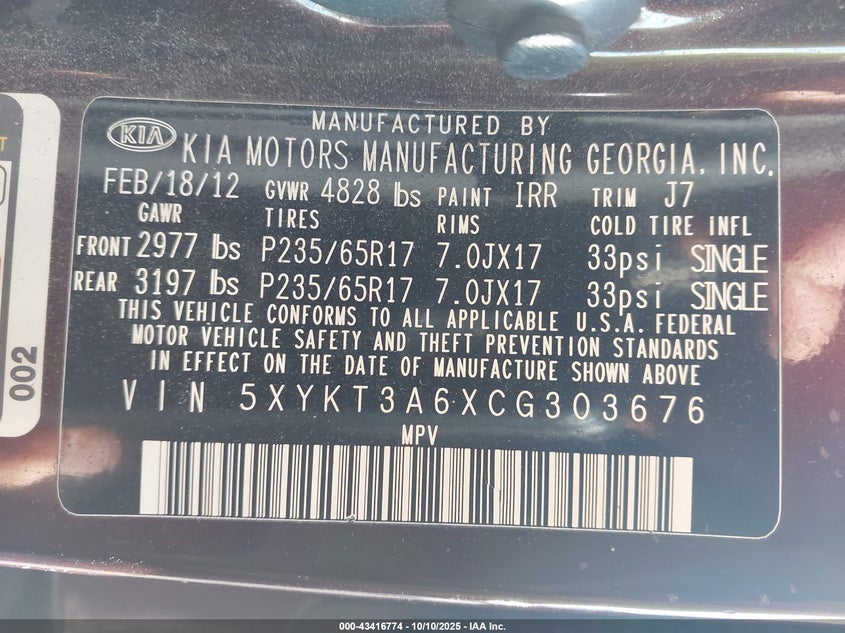 MANUFACTURED BY
KIA KIA MOTORS MANUFACTURING GEORGIA, INC.
FEB/18/12 GVWR 4828 lbs PAINT IRR TRIM J7
GAWR TIRES RIMS COLD TIRE INFL
FRONT 2977 lbs P235/65R17 7.0JX17 33psi SINGLE
REAR 3197 lbs P235/65R17 7.0JX17 33psi SINGLE
THIS VEHICLE CONFORMS TO ALL APPLICABLE U.S.A. FEDERAL
MOTOR VEHICLE SAFETY AND THEFT PREVENTION STANDARDS
IN EFFECT ON THE DATE OF MANUFACTURE SHOWN ABOVE
VIN 5XYKT3A6XCG303676
MPV
002
000-43416774 - 10/10/2025 - IAA Inc.